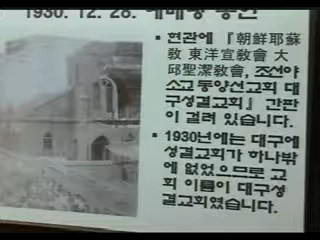 1930. 12. 28.
▪ 현관에 『朝鮮耶蘇
敎 東洋宣敎會 大
邱聖潔敎會, 조선야
소교 동양선교회 대
구성결교회』 간판
이 걸려 있습니다.
▪ 1930년에는 대구에
성결교회가 하나밖
에 없었으므로 교
회 이름이 대구성
결교회였습니다.